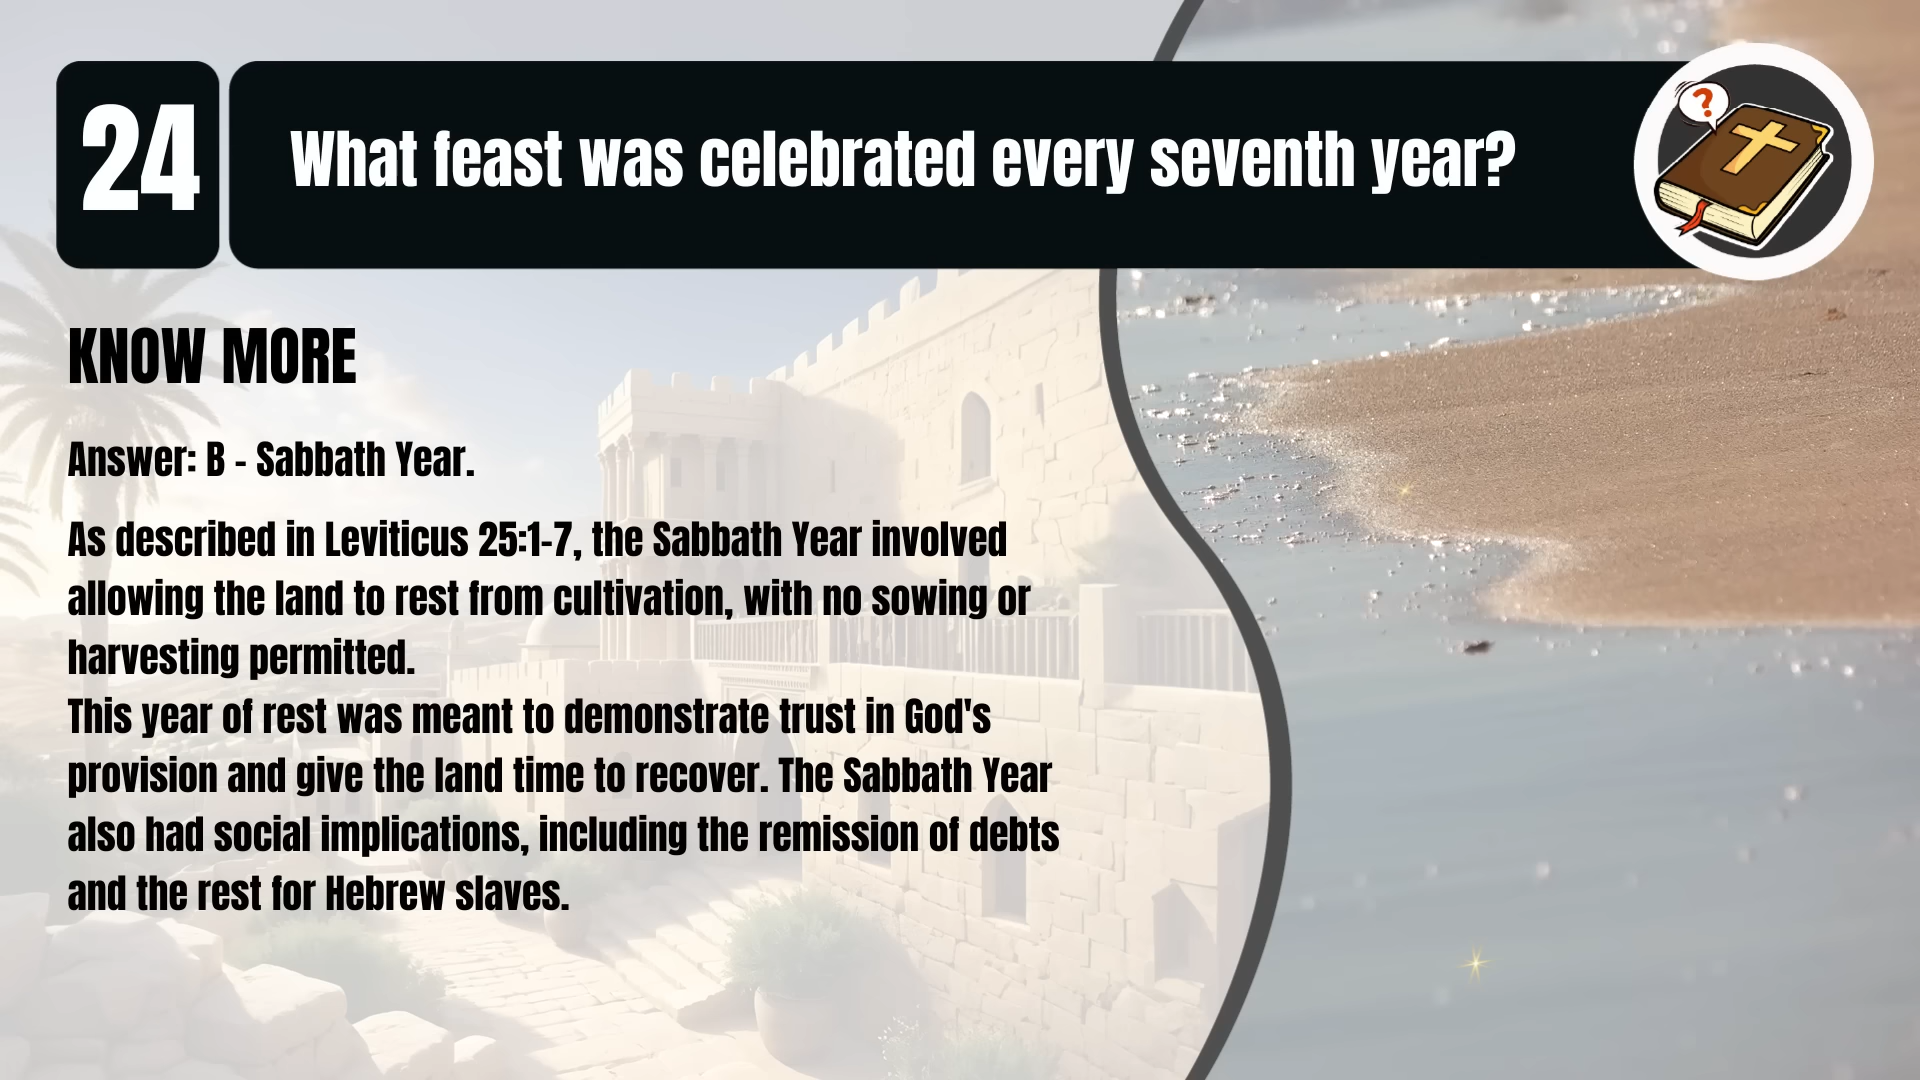 24
What feast was celebrated every seventh year?
?
KNOW MORE
Answer: B - Sabbath Year.
As described in Leviticus 25:1-7, the Sabbath Year involved
allowing the land to rest from cultivation, with no sowing or
harvesting permitted.
This year of rest was meant to demonstrate trust in God's
provision and give the land time to recover. The Sabbath Year
also had social implications, including the remission of debts
and the rest for Hebrew slaves.